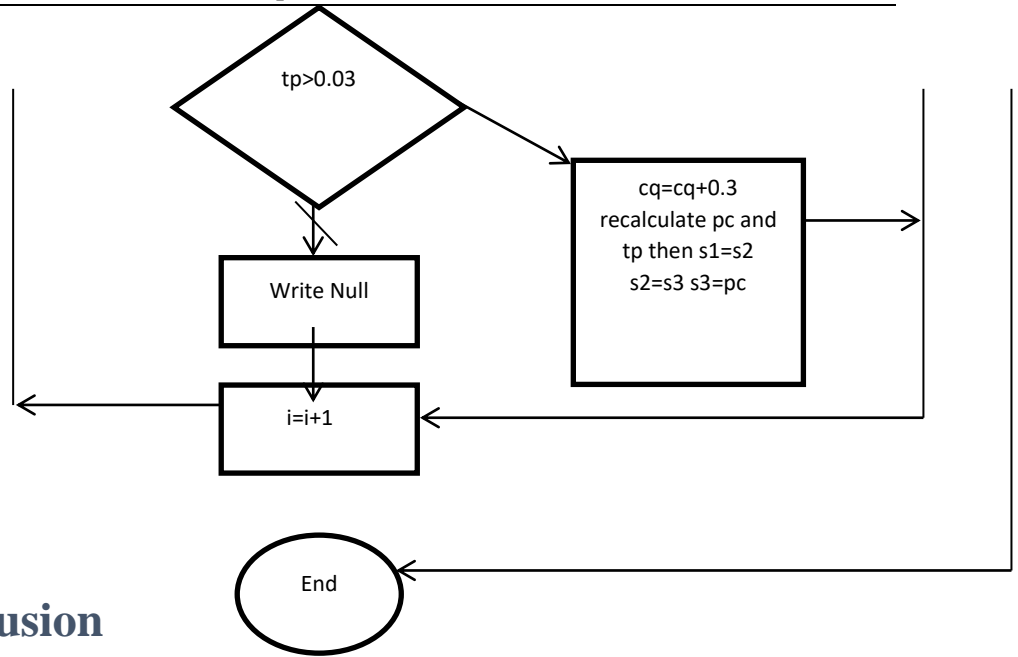 tp>0.03
cq=cq+0.3
recalculate pc and
tp then s1=s2
s2=s3 s3=pc
Write Null
i=i+1
End
usion